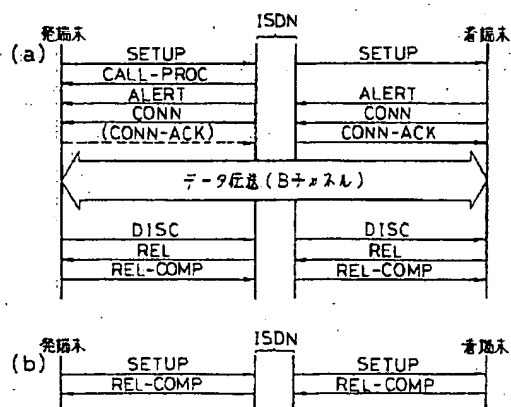 ISDN
発端末 着端末
(a) SETUP SETUP
CALL-PROC
ALERT ALERT
CONN CONN
(CONN-ACK) CONN-ACK
データ伝送(Bチャネル)
DISC DISC
REL REL
REL-COMP REL-COMP
ISDN
発端末 着端末
(b) SETUP SETUP
REL-COMP REL-COMP